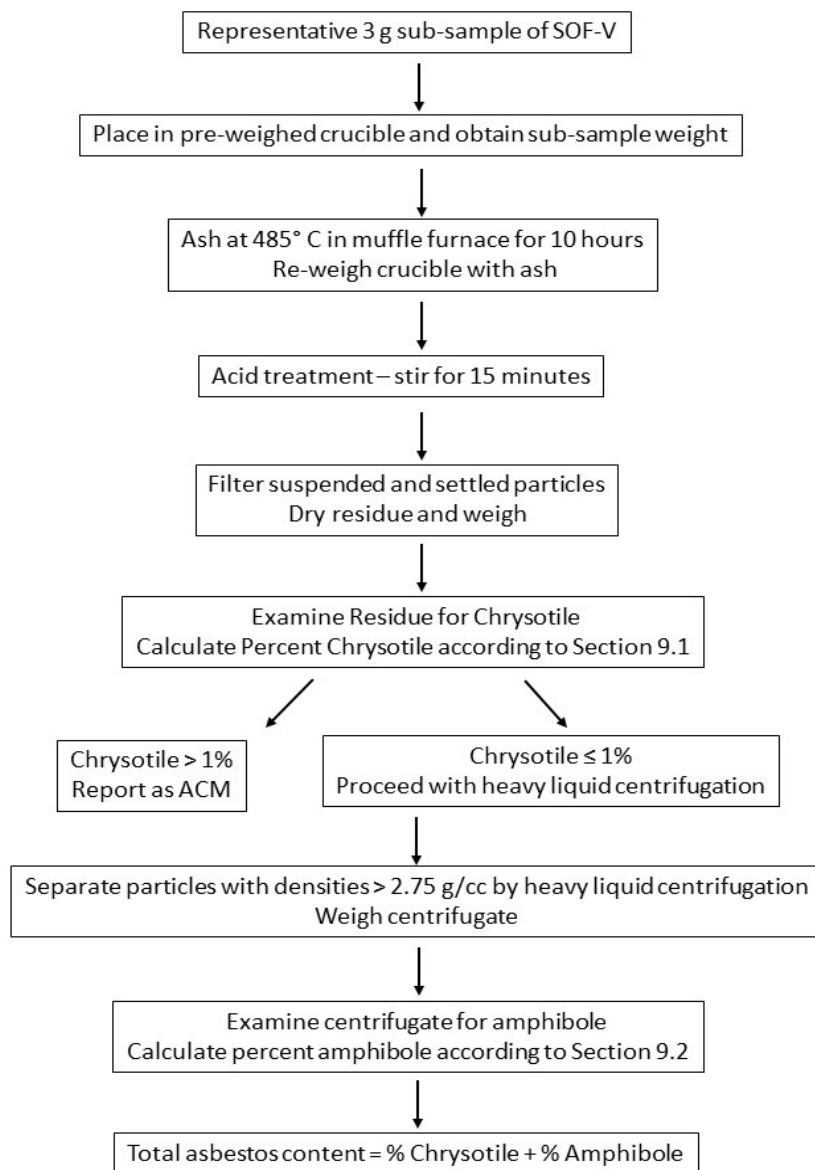 Representative 3 g sub-sample of SOF-V
Place in pre-weighed crucible and obtain sub-sample weight
Ash at 485° C in muffle furnace for 10 hours
Re-weigh crucible with ash
Acid treatment – stir for 15 minutes
Filter suspended and settled particles
Dry residue and weigh
Examine Residue for Chrysotile
Calculate Percent Chrysotile according to Section 9.1
Chrysotile > 1%
Report as ACM
Chrysotile ≤ 1%
Proceed with heavy liquid centrifugation
Separate particles with densities > 2.75 g/cc by heavy liquid centrifugation
Weigh centrifugate
Examine centrifugate for amphibole
Calculate percent amphibole according to Section 9.2
Total asbestos content = % Chrysotile + % Amphibole